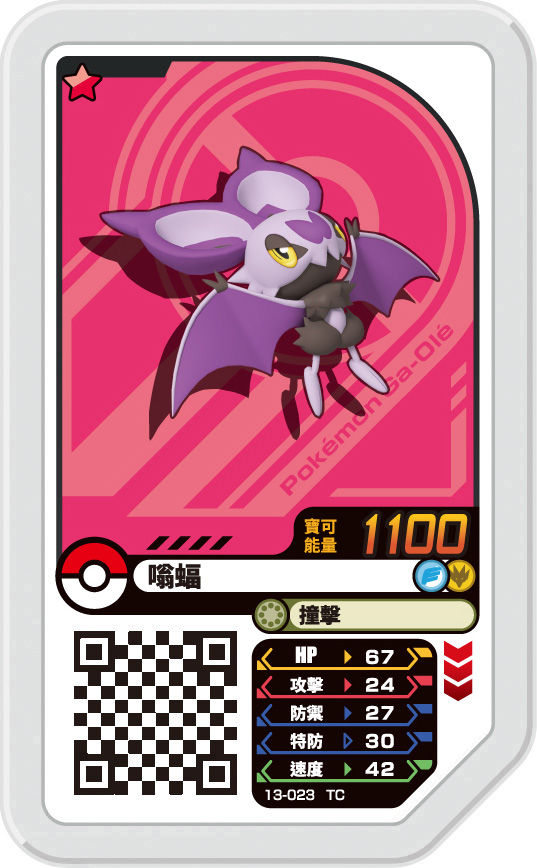 Pokémon Ga-Olé
寶可
能量
1100
嗡蝠
撞擊
HP 67
攻擊 24
防禦 27
特防 30
速度 42
13-023 TC